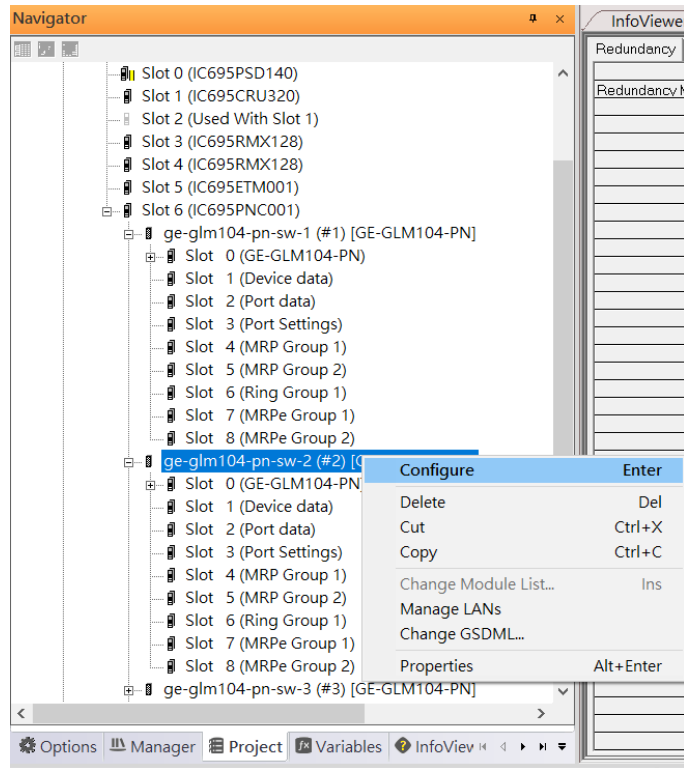 Navigator
InfoViewe
Redundancy
Redundancy M
Slot 0 (IC695PSD140)
Slot 1 (IC695CRU320)
Slot 2 (Used With Slot 1)
Slot 3 (IC695RMX128)
Slot 4 (IC695RMX128)
Slot 5 (IC695ETM001)
Slot 6 (IC695PNC001)
ge-glm104-pn-sw-1 (#1) [GE-GLM104-PN]
Slot 0 (GE-GLM104-PN)
Slot 1 (Device data)
Slot 2 (Port data)
Slot 3 (Port Settings)
Slot 4 (MRP Group 1)
Slot 5 (MRP Group 2)
Slot 6 (Ring Group 1)
Slot 7 (MRPe Group 1)
Slot 8 (MRPe Group 2)
ge-glm104-pn-sw-2 (#2) [G
Slot 0 (GE-GLM104-PN
Slot 1 (Device data)
Slot 2 (Port data)
Slot 3 (Port Settings)
Slot 4 (MRP Group 1)
Slot 5 (MRP Group 2)
Slot 6 (Ring Group 1)
Slot 7 (MRPe Group 1)
Slot 8 (MRPe Group 2)
ge-glm104-pn-sw-3 (#3) [GE-GLM104-PN]
Configure Enter
Delete Del
Cut Ctrl+X
Copy Ctrl+C
Change Module List... Ins
Manage LANs
Change GSDML...
Properties Alt+Enter
Options Manager Project Variables InfoView